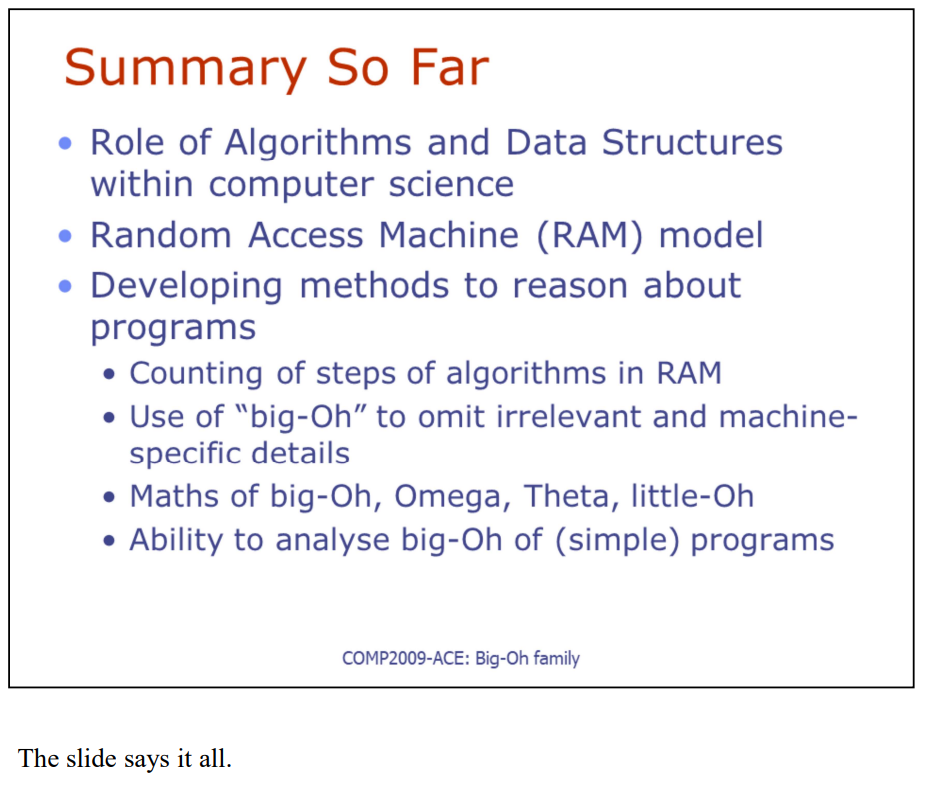 Summary So Far
• Role of Algorithms and Data Structures
within computer science
• Random Access Machine (RAM) model
• Developing methods to reason about
programs
• Counting of steps of algorithms in RAM
• Use of “big-Oh” to omit irrelevant and machine-
specific details
• Maths of big-Oh, Omega, Theta, little-Oh
• Ability to analyse big-Oh of (simple) programs
COMP2009-ACE: Big-Oh family
The slide says it all.